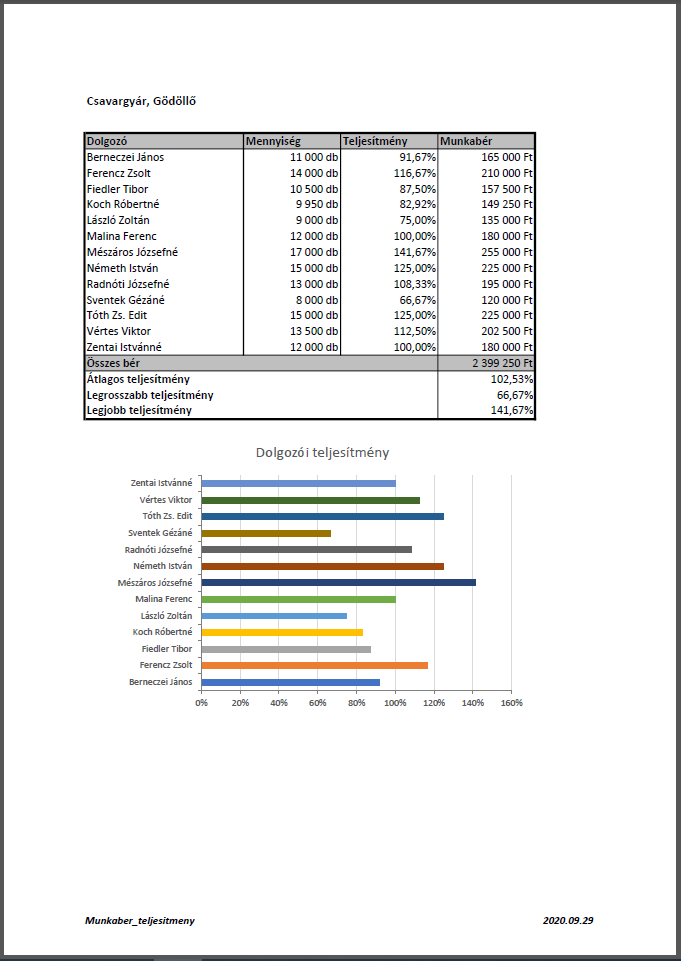 Csavargyár, Gödöllő
Dolgozó Mennyiség Teljesítmény Munkabér
Berneczei János 11 000 db 91,67% 165 000 Ft
Ferencz Zsolt 14 000 db 116,67% 210 000 Ft
Fiedler Tibor 10 500 db 87,50% 157 500 Ft
Koch Róbertné 9 950 db 82,92% 149 250 Ft
László Zoltán 9 000 db 75,00% 135 000 Ft
Malina Ferenc 12 000 db 100,00% 180 000 Ft
Mészáros Józsefné 17 000 db 141,67% 255 000 Ft
Németh István 15 000 db 125,00% 225 000 Ft
Radnóti Józsefné 13 000 db 108,33% 195 000 Ft
Sventek Gézáné 8 000 db 66,67% 120 000 Ft
Tóth Zs. Edit 15 000 db 125,00% 225 000 Ft
Vértes Viktor 13 500 db 112,50% 202 500 Ft
Zentai Istvánné 12 000 db 100,00% 180 000 Ft
Összes bér 2 399 250 Ft
Átlagos teljesítmény 102,53%
Legrosszabb teljesítmény 66,67%
Legjobb teljesítmény 141,67%
Dolgozói teljesítmény
Zentai Istvánné
Vértes Viktor
Tóth Zs. Edit
Sventek Gézáné
Radnóti Józsefné
Németh István
Mészáros Józsefné
Malina Ferenc
László Zoltán
Koch Róbertné
Fiedler Tibor
Ferencz Zsolt
Berneczei János
0% 20% 40% 60% 80% 100% 120% 140% 160%
Munkaber_teljesitmeny 2020.09.29